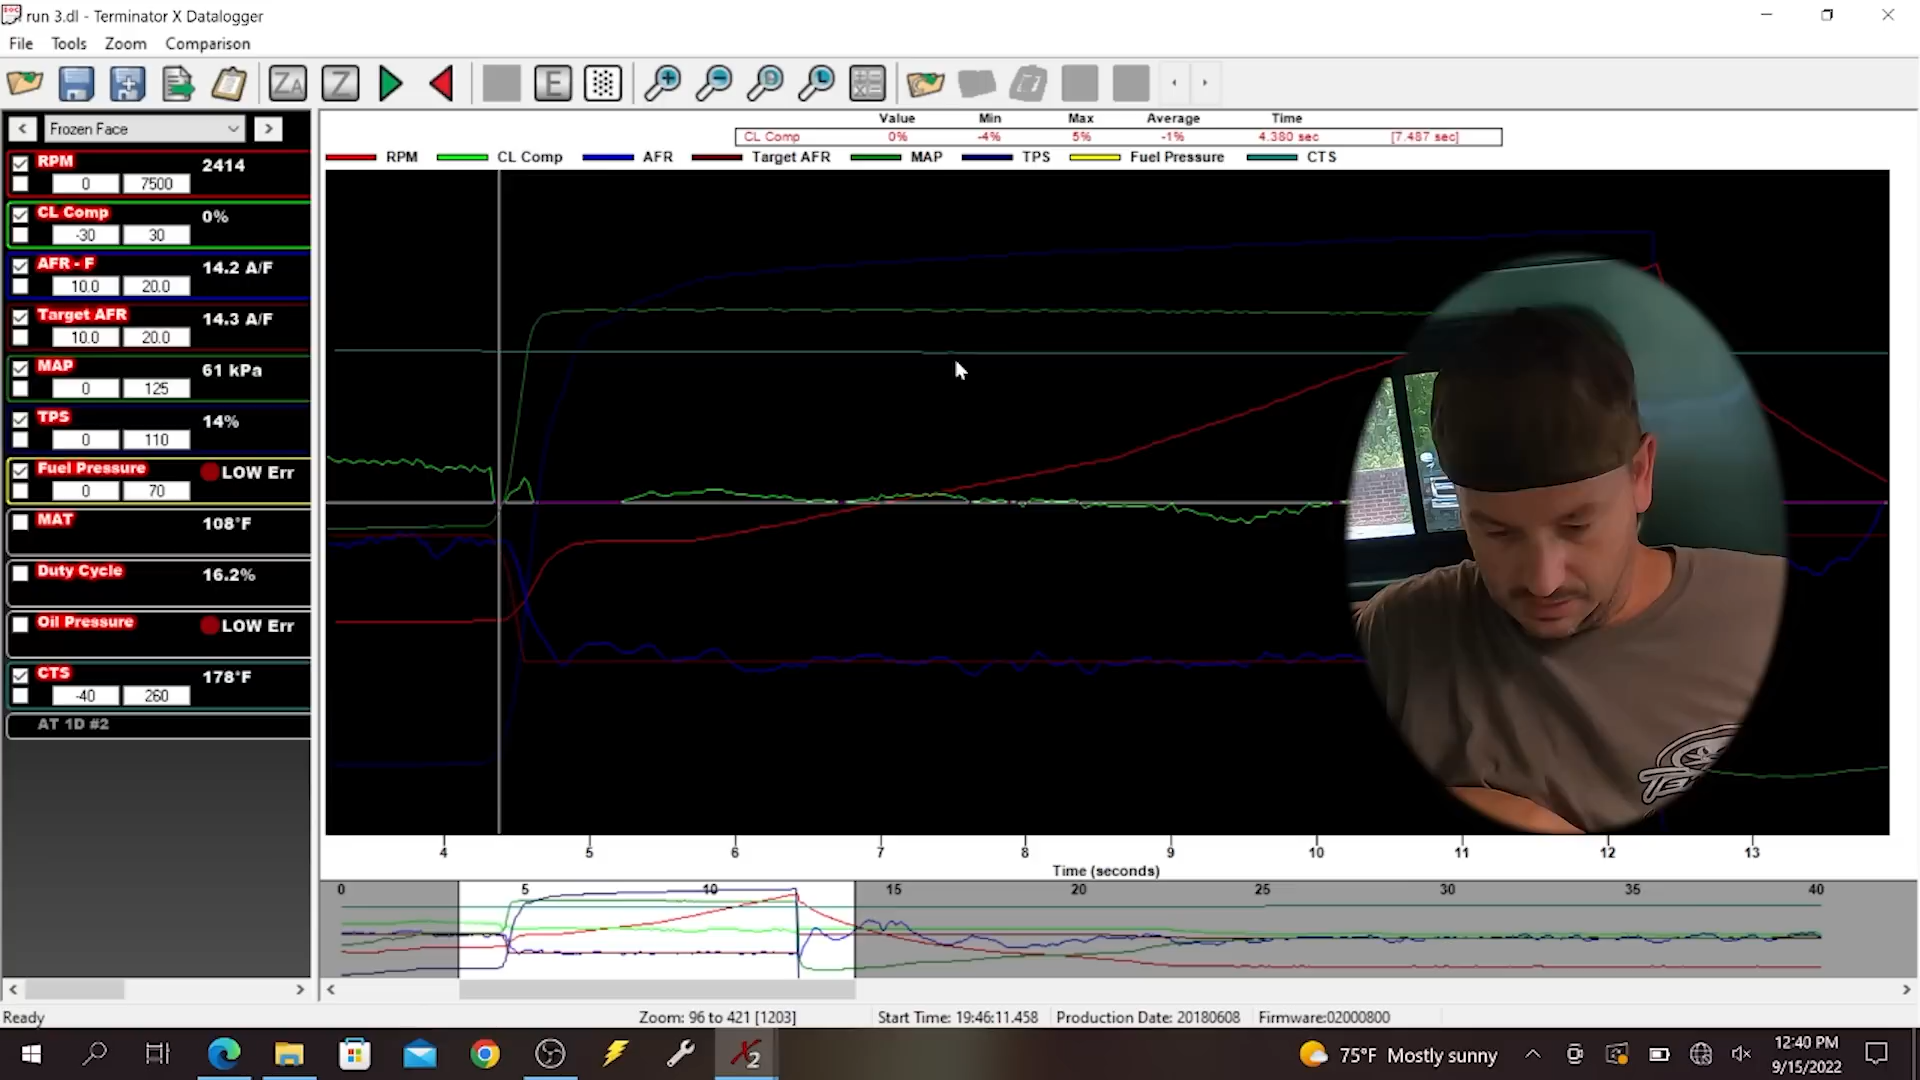 run 3.dl - Terminator X Datalogger
File Tools Zoom Comparison
ZA Z E
Frozen Face
RPM 2414
0 7500
CL Comp 0%
-30 30
AFR - F 14.2 A/F
10.0 20.0
Target AFR 14.3 A/F
10.0 20.0
MAP 61 kPa
0 125
TPS 14%
0 110
Fuel Pressure LOW Err
0 70
MAT 108°F
Duty Cycle 16.2%
Oil Pressure LOW Err
CTS 178°F
-40 260
AT 1D #2
Value Min Max Average Time
CL Comp 0% -4% 5% -1% 4.380 sec [7.487 sec]
RPM CL Comp AFR Target AFR MAP TPS Fuel Pressure CTS
4 5 6 7 8 9 10 11 12 13
Time (seconds)
0 5 10 15 20 25 30 35 40
Ready Zoom: 96 to 421 [1203] Start Time: 19:46:11.458 Production Date: 20180608 Firmware:02000800
75°F Mostly sunny
12:40 PM
9/15/2022